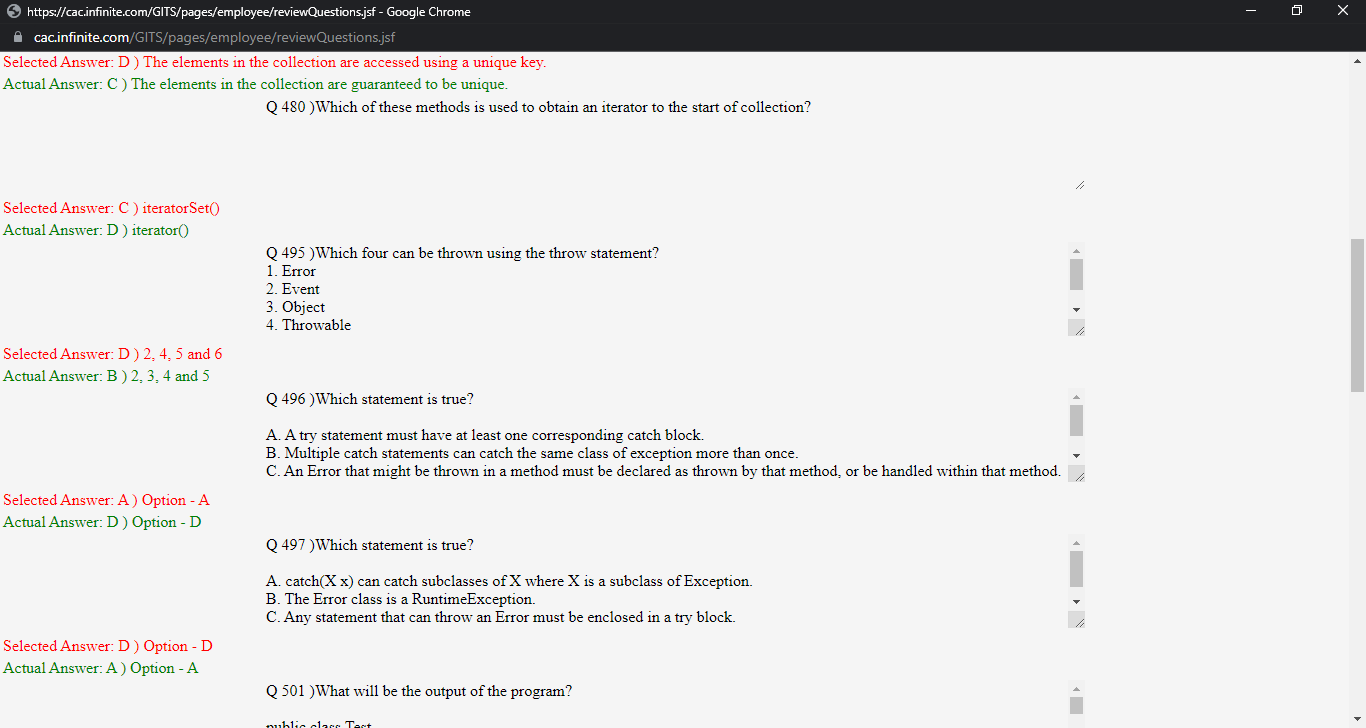 https://cac.infinite.com/GITS/pages/employee/reviewQuestions.jsf - Google Chrome
cac.infinite.com/GITS/pages/employee/reviewQuestions.jsf
Selected Answer: D ) The elements in the collection are accessed using a unique key.
Actual Answer: C ) The elements in the collection are guaranteed to be unique.
Q 480 )Which of these methods is used to obtain an iterator to the start of collection?
Selected Answer: C ) iteratorSet()
Actual Answer: D ) iterator()
Q 495 )Which four can be thrown using the throw statement?
1. Error
2. Event
3. Object
4. Throwable
Selected Answer: D ) 2, 4, 5 and 6
Actual Answer: B ) 2, 3, 4 and 5
Q 496 )Which statement is true?
A. A try statement must have at least one corresponding catch block.
B. Multiple catch statements can catch the same class of exception more than once.
C. An Error that might be thrown in a method must be declared as thrown by that method, or be handled within that method.
Selected Answer: A ) Option - A
Actual Answer: D ) Option - D
Q 497 )Which statement is true?
A. catch(X x) can catch subclasses of X where X is a subclass of Exception.
B. The Error class is a RuntimeException.
C. Any statement that can throw an Error must be enclosed in a try block.
Selected Answer: D ) Option - D
Actual Answer: A ) Option - A
Q 501 )What will be the output of the program?
public class Test